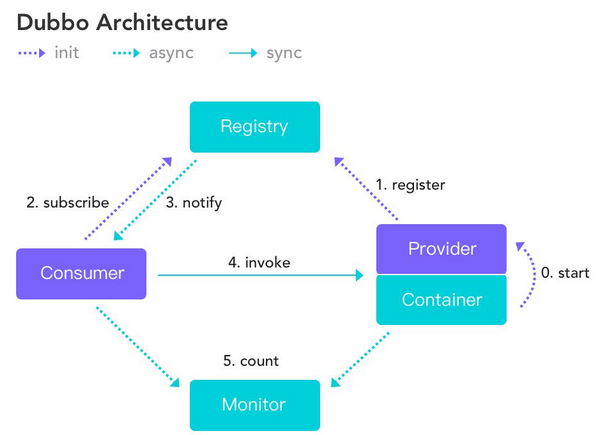 Dubbo Architecture
init async sync
Registry
1. register
2. subscribe
3. notify
Provider
4. invoke
Consumer
0. start
Container
5. count
Monitor